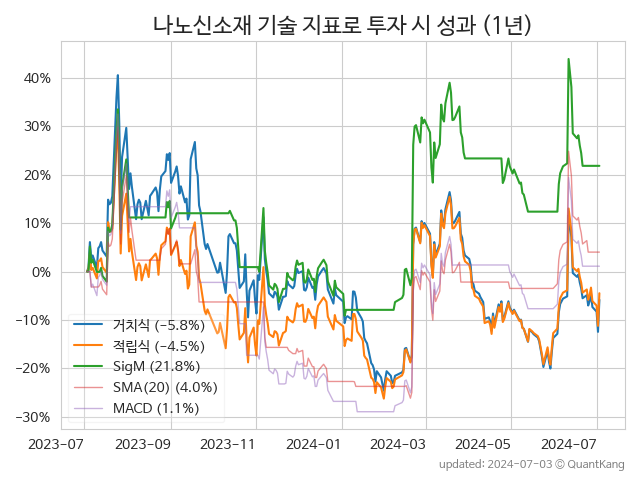 나노신소재 기술 지표로 투자 시 성과 (1년)
40%
30%
20%
10%
0%
−10%
−20%
−30%
거치식 (−5.8%)
적립식 (−4.5%)
SigM (21.8%)
SMA(20) (4.0%)
MACD (1.1%)
2023-07
2023-09
2023-11
2024-01
2024-03
2024-05
2024-07
updated: 2024-07-03 ⓒ QuantKang